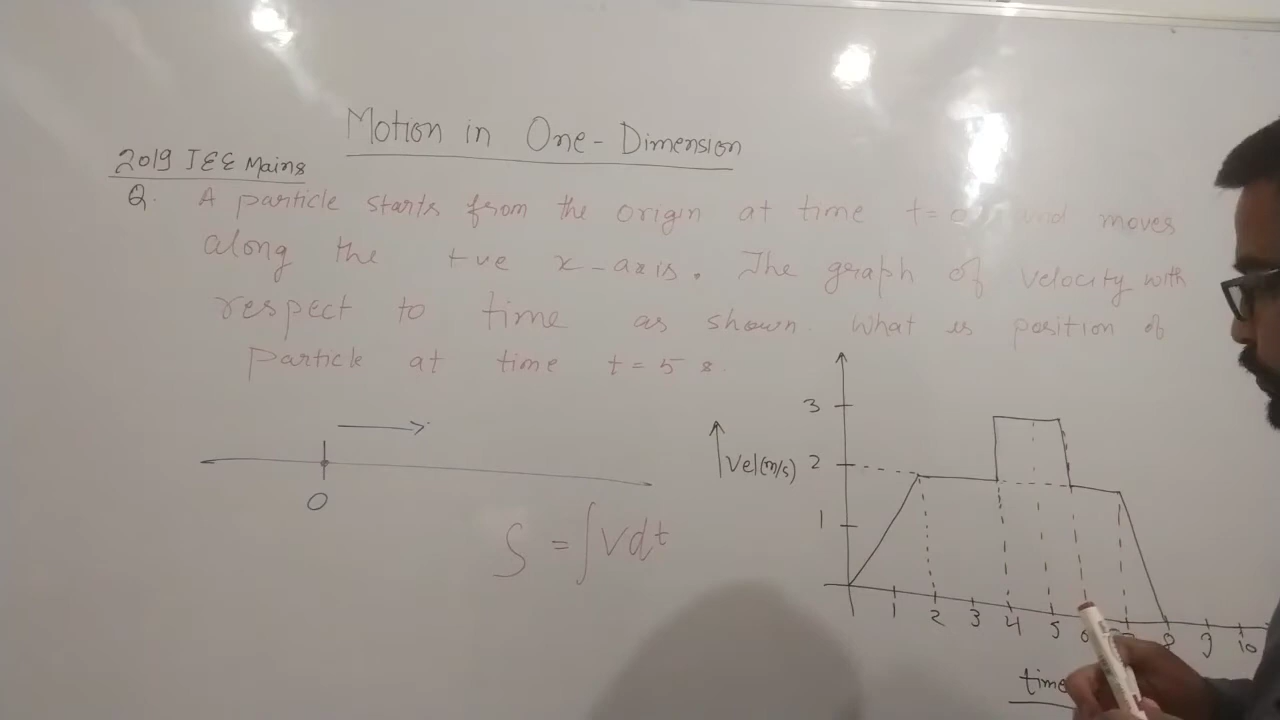 Motion in One-Dimension
2019 JEE Mains
Q. A particle starts from the origin at time t=0 and moves
along the +ve x-axis. The graph of velocity with
respect to time as shown. What is position of
Particle at time t=5 s.
3
Vel(m/s) 2
O
S = ∫Vdt
1
1 2 3 4 5 6 7 8 9 10
time